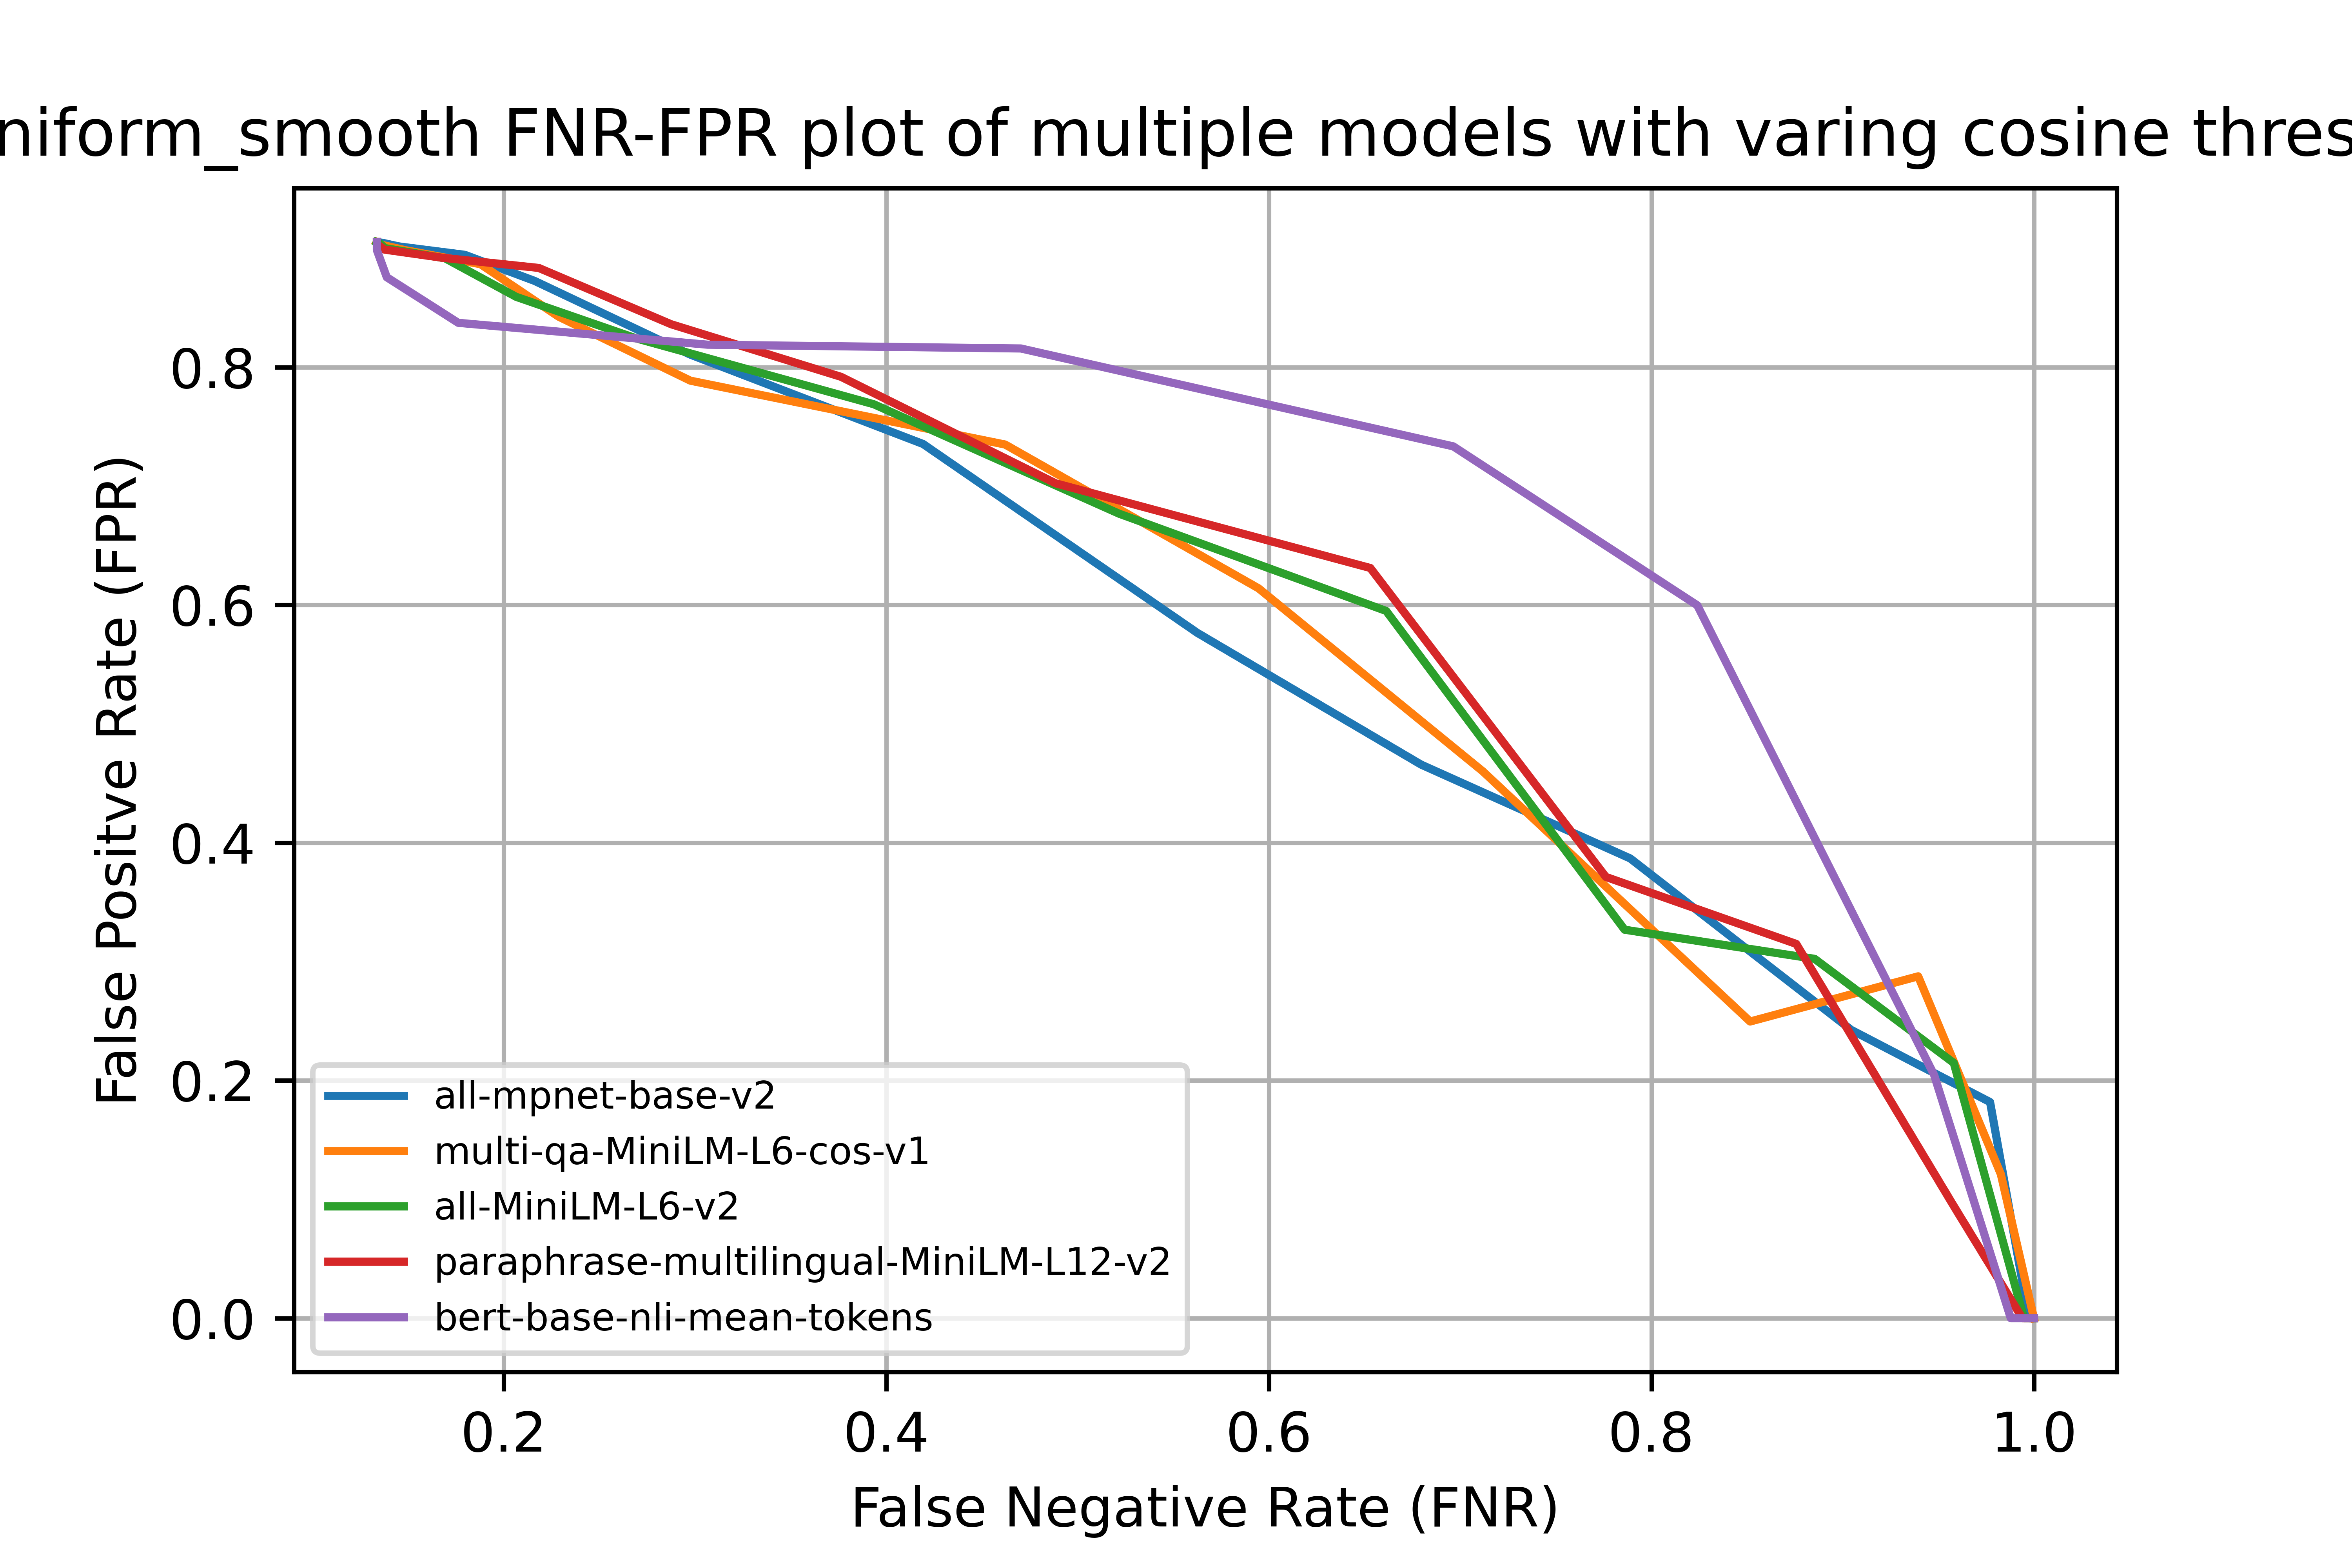 niform_smooth FNR-FPR plot of multiple models with varing cosine thres
False Positve Rate (FPR)
0.8
0.6
0.4
0.2
0.0
all-mpnet-base-v2
multi-qa-MiniLM-L6-cos-v1
all-MiniLM-L6-v2
paraphrase-multilingual-MiniLM-L12-v2
bert-base-nli-mean-tokens
0.2 0.4 0.6 0.8 1.0
False Negative Rate (FNR)